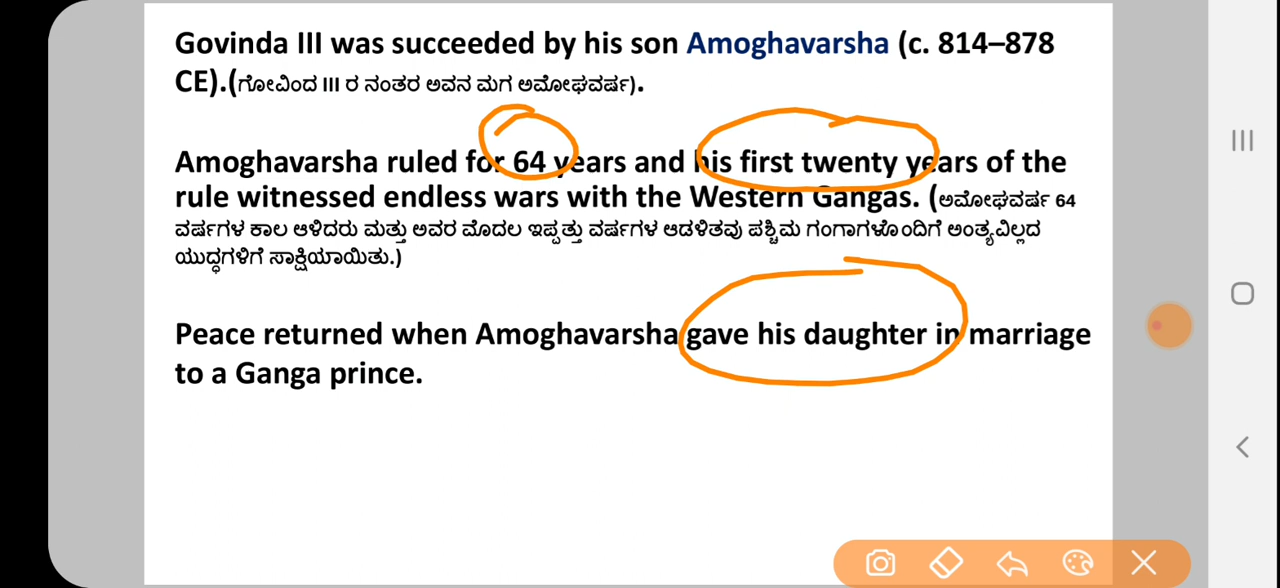 Govinda III was succeeded by his son Amoghavarsha (c. 814–878
CE).(ಗೋವಿಂದ III ರ ನಂತರ ಅವನ ಮಗ ಅಮೋಘವರ್ಷ).
Amoghavarsha ruled for 64 years and his first twenty years of the
rule witnessed endless wars with the Western Gangas. (ಅಮೋಘವರ್ಷ 64
ವರ್ಷಗಳ ಕಾಲ ಆಳಿದರು ಮತ್ತು ಅವರ ಮೊದಲ ಇಪ್ಪತ್ತು ವರ್ಷಗಳ ಆಡಳಿತವು ಪಶ್ಚಿಮ ಗಂಗಾಗಳೊಂದಿಗೆ ಅಂತ್ಯವಿಲ್ಲದ
ಯುದ್ಧಗಳಿಗೆ ಸಾಕ್ಷಿಯಾಯಿತು.)
Peace returned when Amoghavarsha gave his daughter in marriage
to a Ganga prince.